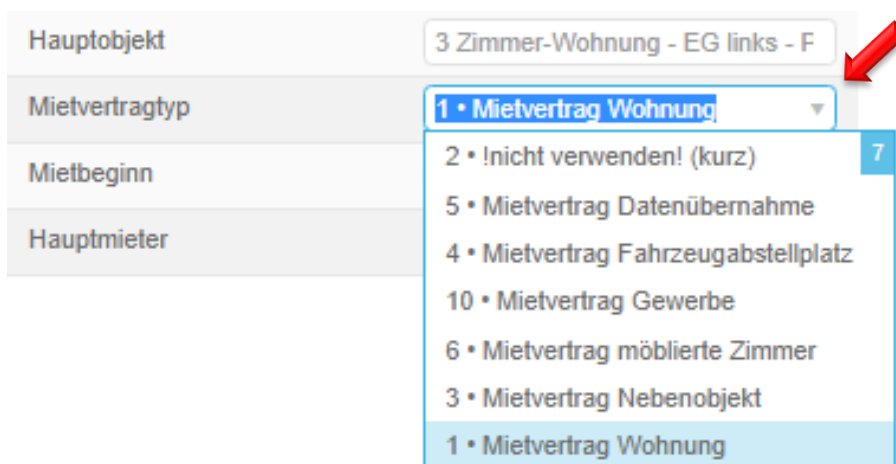 Hauptobjekt
3 Zimmer-Wohnung - EG links - F
Mietvertragtyp
1 • Mietvertrag Wohnung
Mietbeginn
Hauptmieter
2 • !nicht verwenden! (kurz)
7
5 • Mietvertrag Datenübernahme
4 • Mietvertrag Fahrzeugabstellplatz
10 • Mietvertrag Gewerbe
6 • Mietvertrag möblierte Zimmer
3 • Mietvertrag Nebenobjekt
1 • Mietvertrag Wohnung